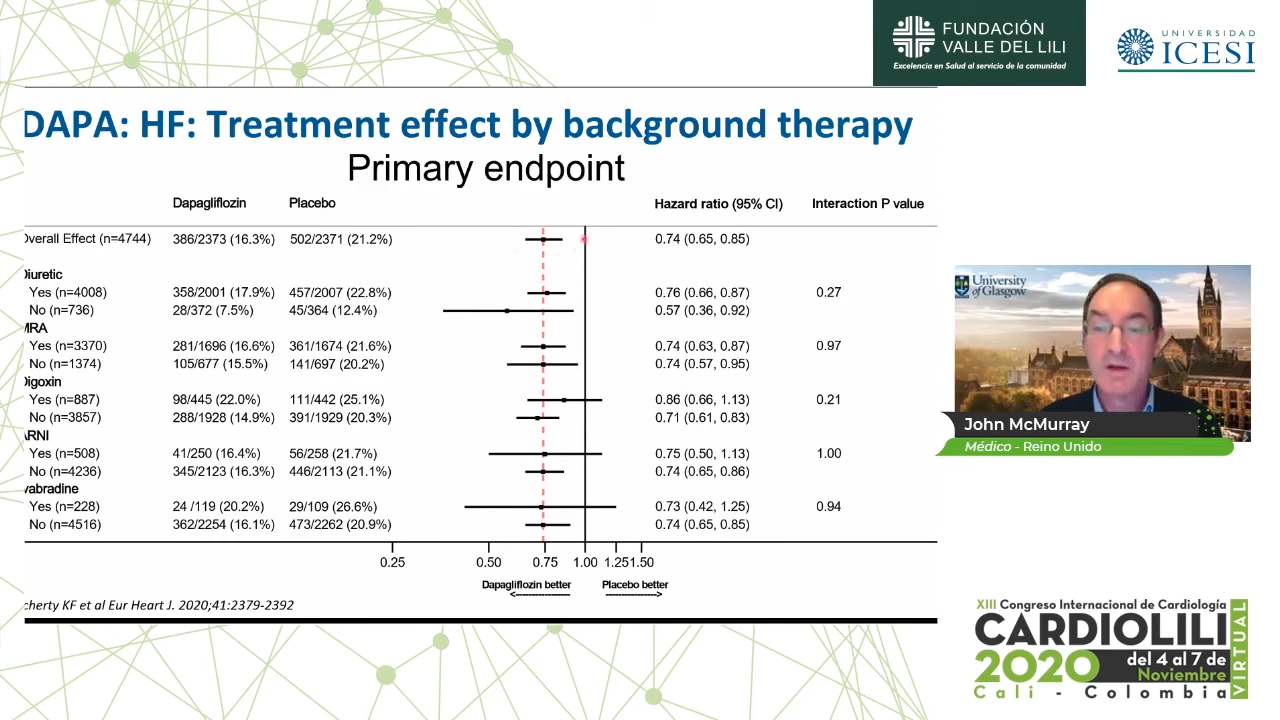 FUNDACIÓN
VALLE DEL LILI
Excelencia en Salud al servicio de la comunidad
UNIVERSIDAD
ICESI
DAPA: HF: Treatment effect by background therapy
Primary endpoint
Dapagliflozin Placebo Hazard ratio (95% CI) Interaction P value
Overall Effect (n=4744) 386/2373 (16.3%) 502/2371 (21.2%) 0.74 (0.65, 0.85)
Diuretic
Yes (n=4008) 358/2001 (17.9%) 457/2007 (22.8%) 0.76 (0.66, 0.87) 0.27
No (n=736) 28/372 (7.5%) 45/364 (12.4%) 0.57 (0.36, 0.92)
MRA
Yes (n=3370) 281/1696 (16.6%) 361/1674 (21.6%) 0.74 (0.63, 0.87) 0.97
No (n=1374) 105/677 (15.5%) 141/697 (20.2%) 0.74 (0.57, 0.95)
Digoxin
Yes (n=887) 98/445 (22.0%) 111/442 (25.1%) 0.86 (0.66, 1.13) 0.21
No (n=3857) 288/1928 (14.9%) 391/1929 (20.3%) 0.71 (0.61, 0.83)
ARNI
Yes (n=508) 41/250 (16.4%) 56/258 (21.7%) 0.75 (0.50, 1.13) 1.00
No (n=4236) 345/2123 (16.3%) 446/2113 (21.1%) 0.74 (0.65, 0.86)
vabradine
Yes (n=228) 24 /119 (20.2%) 29/109 (26.6%) 0.73 (0.42, 1.25) 0.94
No (n=4516) 362/2254 (16.1%) 473/2262 (20.9%) 0.74 (0.65, 0.85)
0.25 0.50 0.75 1.00 1.25 1.50
Dapagliflozin better Placebo better
cherty KF et al Eur Heart J. 2020;41:2379-2392
University
of Glasgow
John McMurray
Médico - Reino Unido
XIII Congreso Internacional de Cardiología
CARDIOLILI
2020 del 4 al 7 de
Noviembre
Cali - Colombia
VIRTUAL